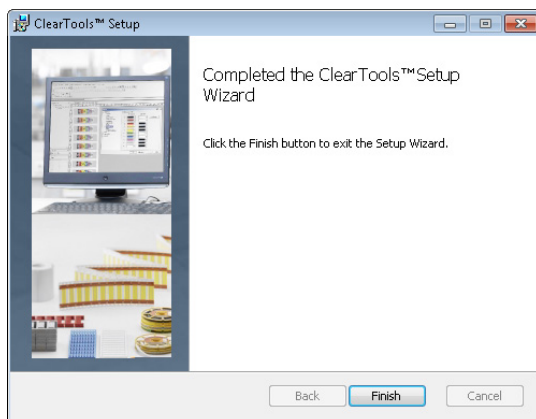 ClearTools™ Setup
Completed the ClearTools™Setup
Wizard
Click the Finish button to exit the Setup Wizard.
Back
Finish
Cancel